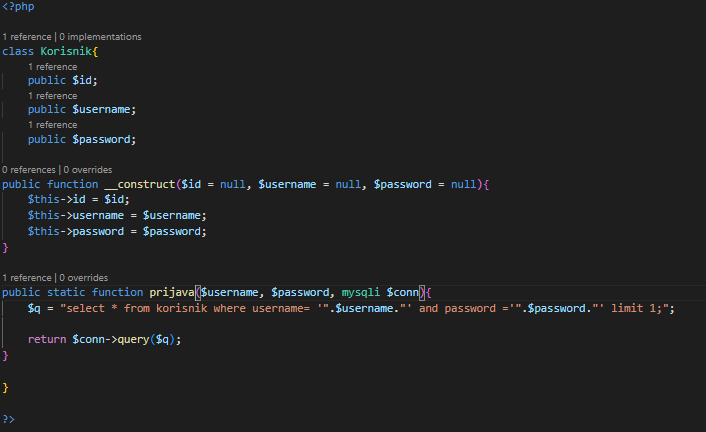 <?php
1 reference | 0 implementations
class Korisnik{
1 reference
public $id;
1 reference
public $username;
1 reference
public $password;
0 references | 0 overrides
public function __construct($id = null, $username = null, $password = null){
$this->id = $id;
$this->username = $username;
$this->password = $password;
}
1 reference | 0 overrides
public static function prijava($username, $password, mysqli $conn){
$q = "select * from korisnik where username= '".$username."' and password ='".$password."' limit 1;";
return $conn->query($q);
}
}
?>